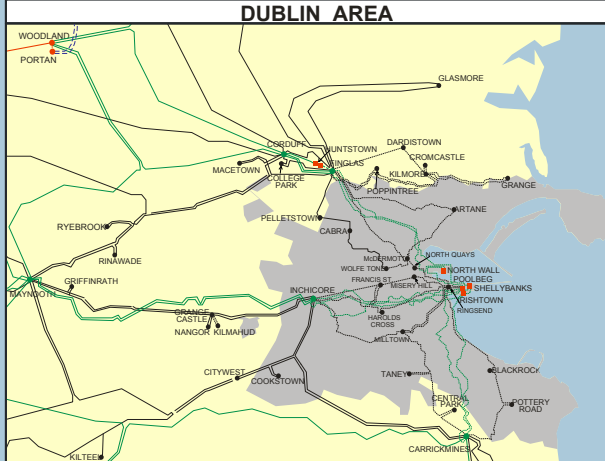 DUBLIN AREA
WOODLAND
PORTAN
GLASMORE
CORDUFF
HUNTSTOWN
DARDISTOWN
FINGLAS
CROMCASTLE
MACETOWN
COLLEGE
PARK
KILMORE
POPPINTREE
GRANGE
PELLETSTOWN
ARTANE
RYEBROOK
CABRA
RINAWADE
McDERMOTT
NORTH QUAYS
WOLFE TONE
NORTH WALL
FRANCIS ST
MISERY HILL
POOLBEG
SHELLYBANKS
MAYNOOTH
GRIFFINRATH
INCHICORE
IRISHTOWN
RINGSEND
GRANGE
CASTLE
HAROLDS
CROSS
NANGOR
KILMAHUD
MILLTOWN
CITYWEST
COOKSTOWN
TANEY
BLACKROCK
CENTRAL
PARK
POTTERY
ROAD
CARRICKMINES
KILTEEL